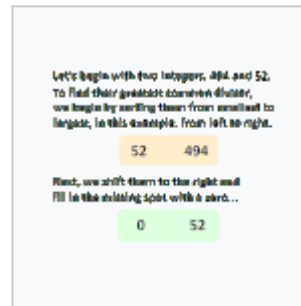 Let's begin with two integers, 494 and 52.
To find their greatest common divisor,
we begin by sorting them from smallest to
largest, in this example, from left to right.
52 494
Next, we shift them to the right and
fill in the missing spot with a zero...
0 52